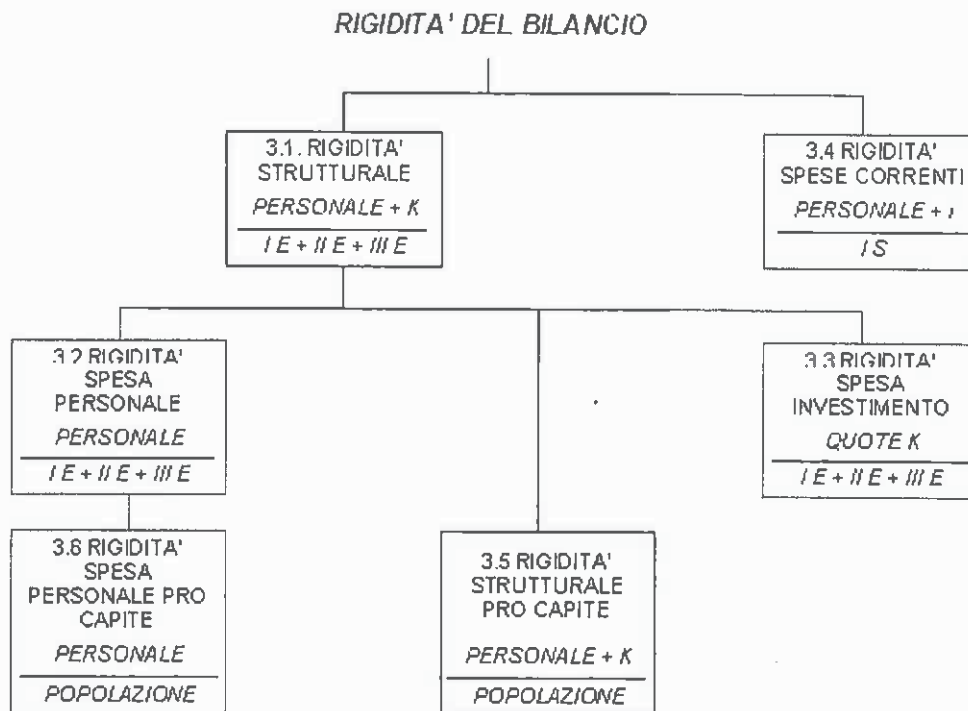 RIGIDITA' DEL BILANCIO
3.1. RIGIDITA'
STRUTTURALE
PERSONALE + K
I E + II E + III E
3.4 RIGIDITA'
SPESE CORRENTI
PERSONALE + I
I S
3.2 RIGIDITA'
SPESA
PERSONALE
PERSONALE
I E + II E + III E
3.3 RIGIDITA'
SPESA
INVESTIMENTO
QUOTE K
I E + II E + III E
3.6 RIGIDITA'
SPESA
PERSONALE PRO
CAPITE
PERSONALE
POPOLAZIONE
3.5 RIGIDITA'
STRUTTURALE
PRO CAPITE
PERSONALE + K
POPOLAZIONE